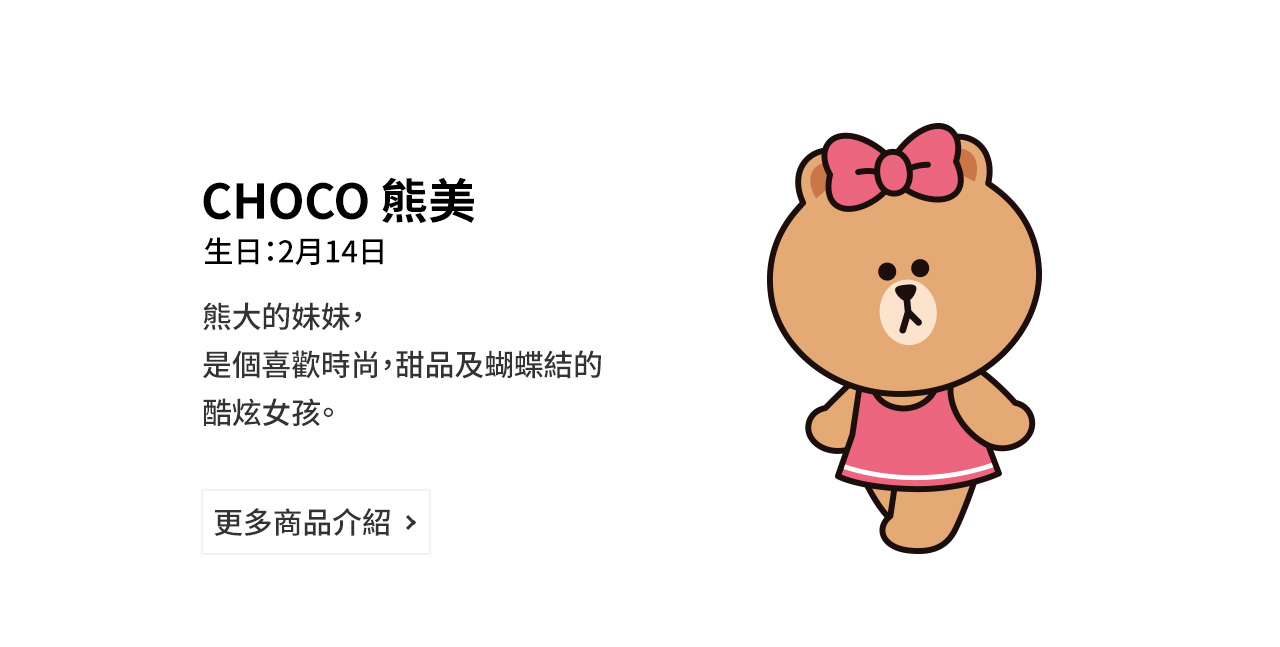 CHOCO 熊美
生日：2月14日
熊大的妹妹，
是個喜歡時尚，甜品及蝴蝶結的
酷炫女孩。
更多商品介紹 >